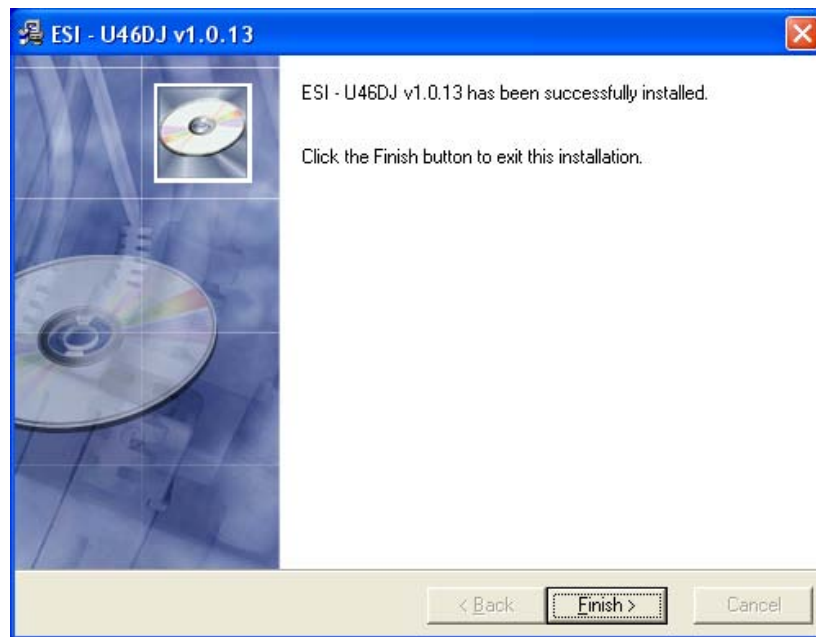 ESI - U46DJ v1.0.13
ESI - U46DJ v1.0.13 has been successfully installed.
Click the Finish button to exit this installation.
< Back
Finish >
Cancel